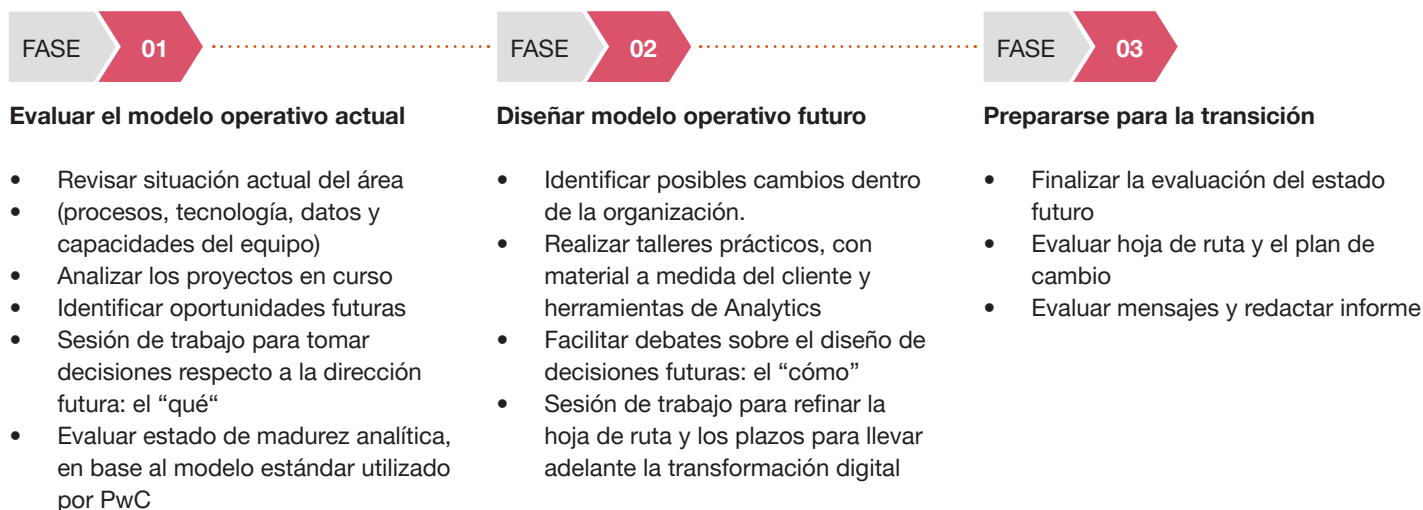 FASE 01
Evaluar el modelo operativo actual
• Revisar situación actual del área
• (procesos, tecnología, datos y
capacidades del equipo)
• Analizar los proyectos en curso
• Identificar oportunidades futuras
• Sesión de trabajo para tomar
decisiones respecto a la dirección
futura: el “qué“
• Evaluar estado de madurez analítica,
en base al modelo estándar utilizado
por PwC
FASE 02
Diseñar modelo operativo futuro
• Identificar posibles cambios dentro
de la organización.
• Realizar talleres prácticos, con
material a medida del cliente y
herramientas de Analytics
• Facilitar debates sobre el diseño de
decisiones futuras: el “cómo”
• Sesión de trabajo para refinar la
hoja de ruta y los plazos para llevar
adelante la transformación digital
FASE 03
Prepararse para la transición
• Finalizar la evaluación del estado
futuro
• Evaluar hoja de ruta y el plan de
cambio
• Evaluar mensajes y redactar informe